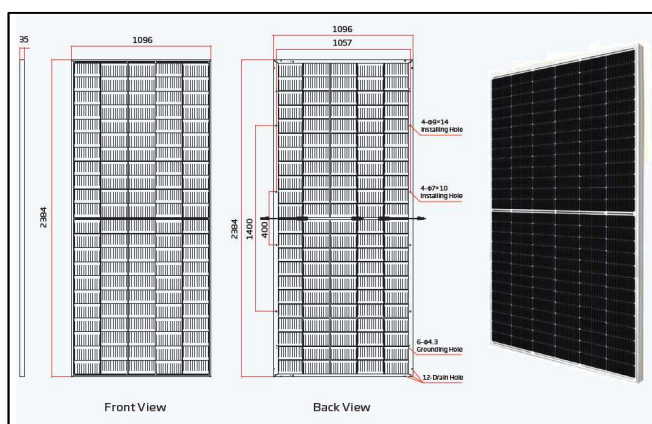 35
1096
2384
Front View
1096
1057
2384
1400
400
4-Φ9×14
Installing Hole
4-Φ7×10
Installing Hole
6-Φ4.3
Grounding Hole
12-Drain Hole
Back View